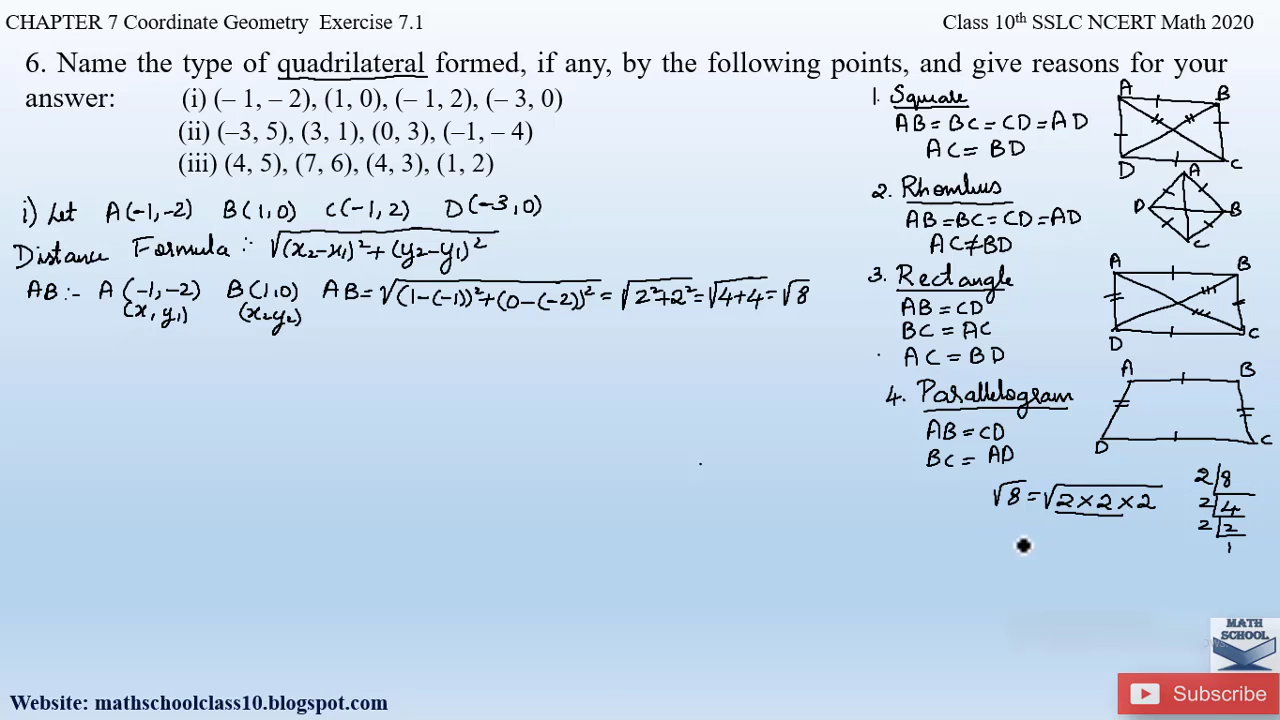 CHAPTER 7 Coordinate Geometry Exercise 7.1
Class 10th SSLC NCERT Math 2020
6. Name the type of quadrilateral formed, if any, by the following points, and give reasons for your
answer: (i) (– 1, – 2), (1, 0), (– 1, 2), (– 3, 0)
(ii) (–3, 5), (3, 1), (0, 3), (–1, – 4)
(iii) (4, 5), (7, 6), (4, 3), (1, 2)
i) Let A(-1,-2) B(1,0) C(-1,2) D(-3,0)
Distance Formula :- √(x2-x1)²+(y2-y1)²
AB :- A (-1,-2) B(1,0) AB=√(1-(-1))²+(0-(-2))² = √2²+2² = √4+4 = √8
(x, y1) (x2 y2)
1. Square
AB = BC = CD = AD
AC = BD
A B
D C
2. Rhombus
AB = BC = CD = AD
AC ≠ BD
A
D B
C
3. Rectangle
AB = CD
BC = AC
AC = BD
A B
D C
4. Parallelogram
AB = CD
BC = AD
A B
D C
√8 = √2×2×2
2 8
2 4
2 2
1
MATH
SCHOOL
Website: mathschoolclass10.blogspot.com
Subscribe